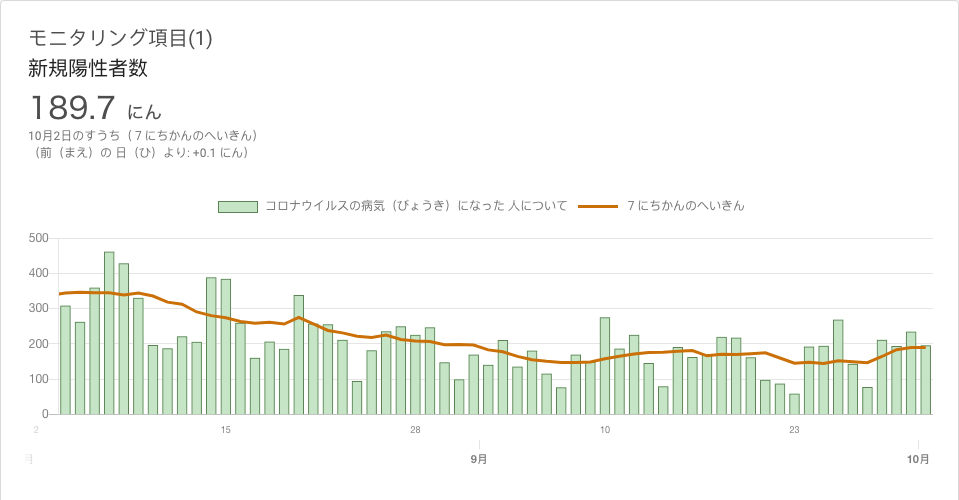 モニタリング項目(1)
新規陽性者数
189.7 にん
10月2日のすうち（７にちかんのへいきん）
（前（まえ）の 日（ひ）より: +0.1 にん）
コロナウイルスの病気（びょうき）になった 人について ７にちかんのへいきん
500
400
300
200
100
0
2 15 28 10 23
月 9月 10月